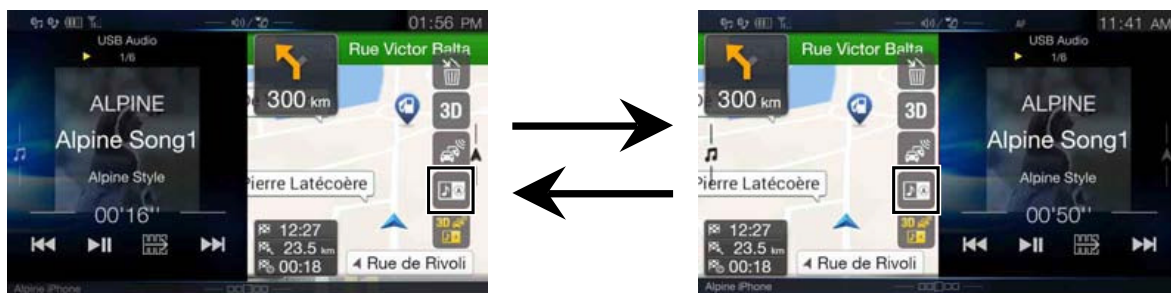 01:56 PM
USB Audio
1/6
ALPINE
Alpine Song1
Alpine Style
00'16''
Alpine iPhone
300 km
Rue Victor Balta
3D
Pierre Latécoère
3D
12:27
23.5 km
00:18
Rue de Rivoli
AF
11:41 AM
300 km
Rue Victor Balta
3D
Pierre Latécoère
3D
12:27
23.5 km
00:18
Rue de Rivoli
USB Audio
1/6
ALPINE
Alpine Song1
Alpine Style
00'50''
Alpine iPhone